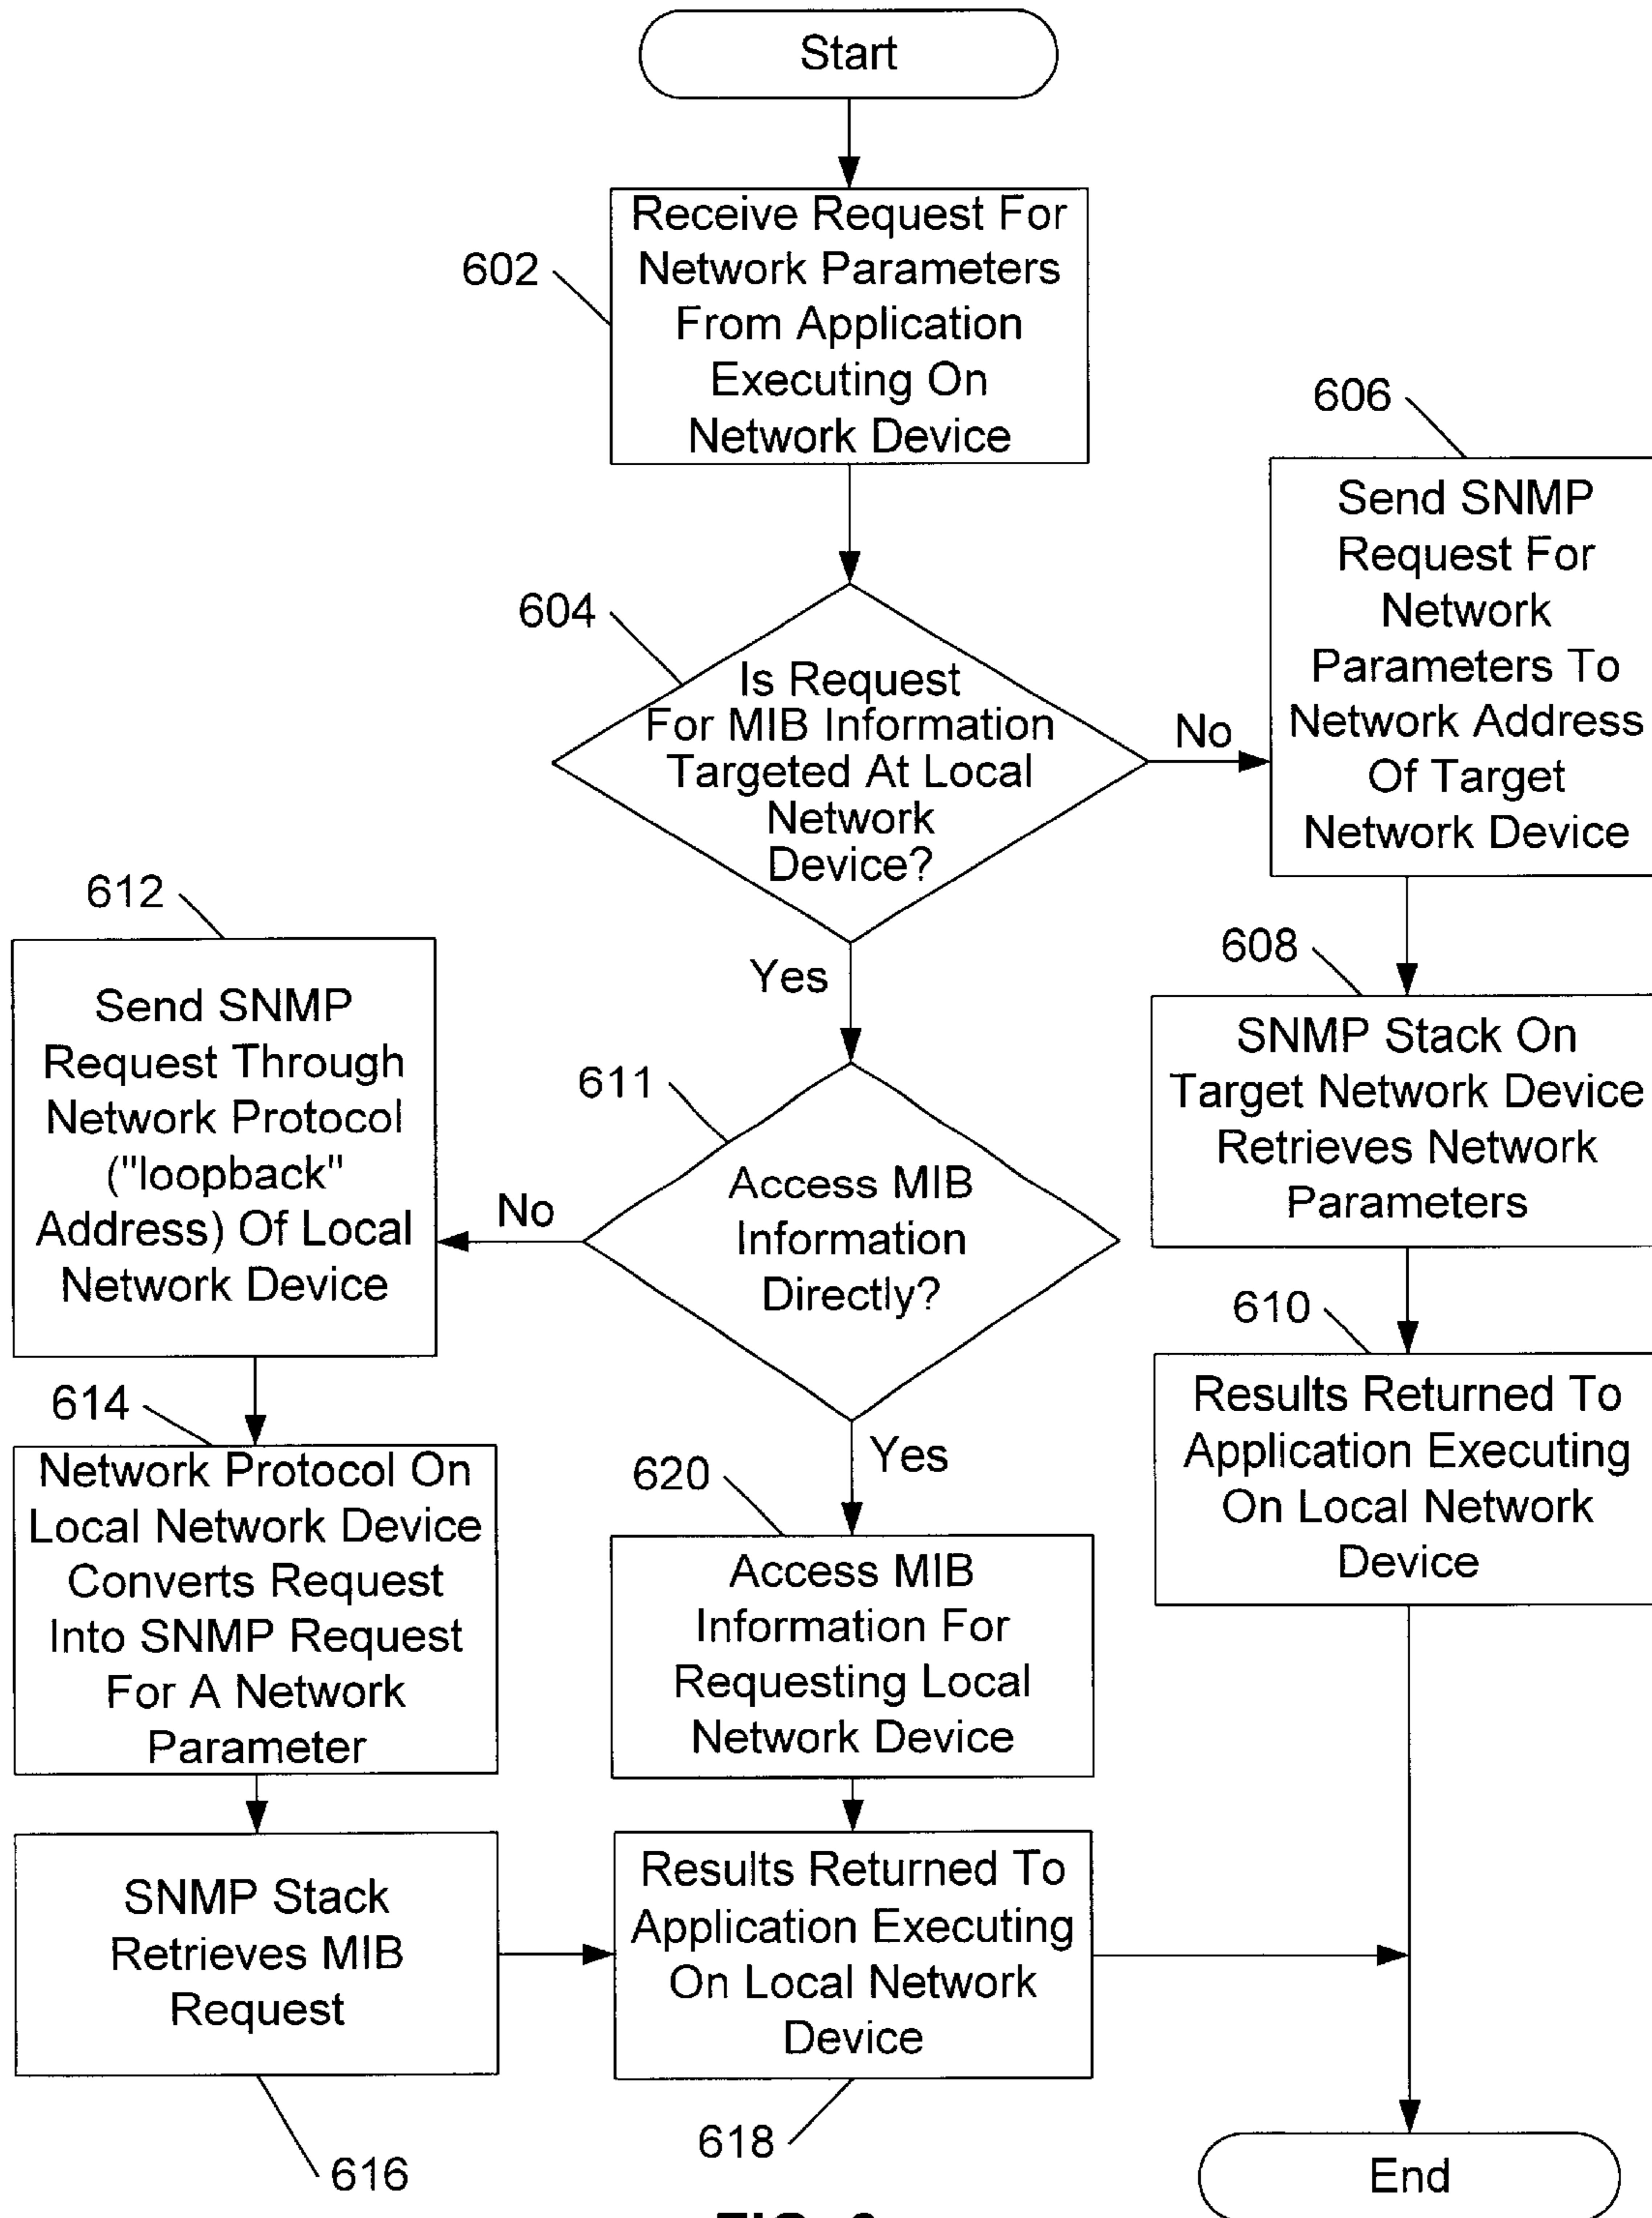 Start
602
Receive Request For
Network Parameters
From Application
Executing On
Network Device
604
Is Request
For MIB Information
Targeted At Local
Network
Device?
No
606
Send SNMP
Request For
Network
Parameters To
Network Address
Of Target
Network Device
Yes
608
SNMP Stack On
Target Network Device
Retrieves Network
Parameters
610
Results Returned To
Application Executing
On Local Network
Device
611
Access MIB
Information
Directly?
No
612
Send SNMP
Request Through
Network Protocol
("loopback"
Address) Of Local
Network Device
614
Network Protocol On
Local Network Device
Converts Request
Into SNMP Request
For A Network
Parameter
Yes
620
Access MIB
Information For
Requesting Local
Network Device
SNMP Stack
Retrieves MIB
Request
616
Results Returned To
Application Executing
On Local Network
Device
618
End